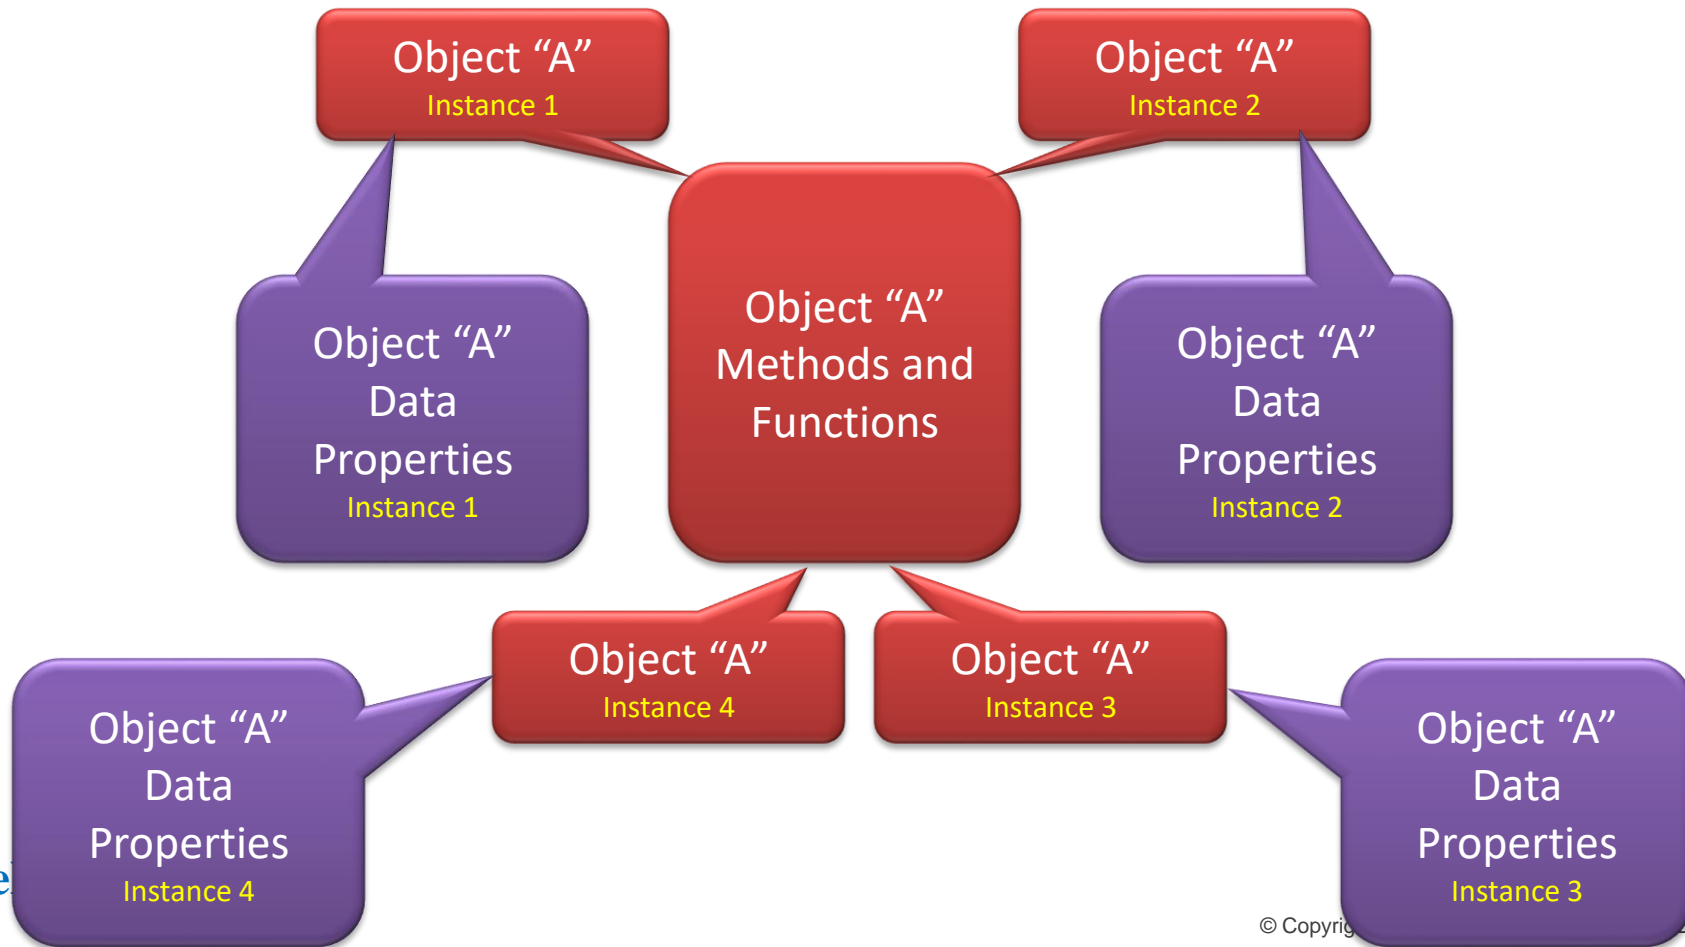 Object “A”
Instance 1
Object “A”
Instance 2
Object “A”
Data
Properties
Instance 1
Object “A”
Methods and
Functions
Object “A”
Data
Properties
Instance 2
Object “A”
Instance 4
Object “A”
Instance 3
Object “A”
Data
Properties
Instance 4
Object “A”
Data
Properties
Instance 3
©